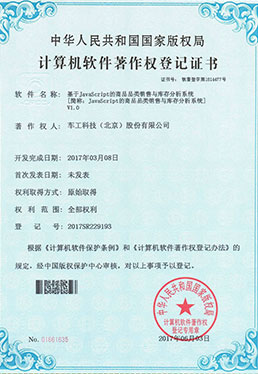 中华人民共和国国家版权局
计算机软件著作权登记证书
证书号： 软著登字第1814477号
软件名称： 基于JavaScript的商品品类销售与库存分析系统
[简称：JavaScript的商品品类销售与库存分析系统]
V1.0
著作权人： 车工科技（北京）股份有限公司
开发完成日期： 2017年03月08日
首次发表日期： 未发表
权利取得方式： 原始取得
权利范围： 全部权利
登记号： 2017SR229193
根据《计算机软件保护条例》和《计算机软件著作权登记办法》的
规定，经中国版权保护中心审核，对以上事项予以登记。
中华人民共和国国家版权局
计算机软件著作权
登记专用章
No. 01661635
2017年06月03日